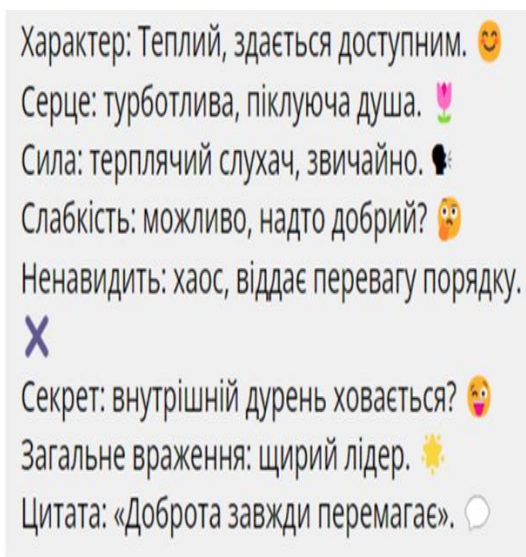 Характер: Теплий, здається доступним. 😊
Серце: турботлива, піклуюча душа. 🌷
Сила: терплячий слухач, звичайно. 🗣
Слабкість: можливо, надто добрий? 🤔
Ненавидить: хаос, віддає перевагу порядку.
❌
Секрет: внутрішній дурень ховається? 😜
Загальне враження: щирий лідер. 🌟
Цитата: «Доброта завжди перемагає». 💬